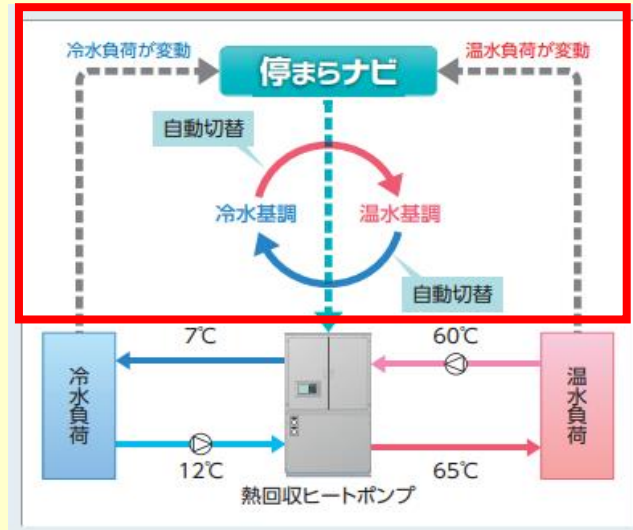 冷水負荷が変動
停まらナビ
温水負荷が変動
自動切替
冷水基調
温水基調
自動切替
7℃
60℃
冷水負荷
温水負荷
12℃
65℃
熱回収ヒートポンプ